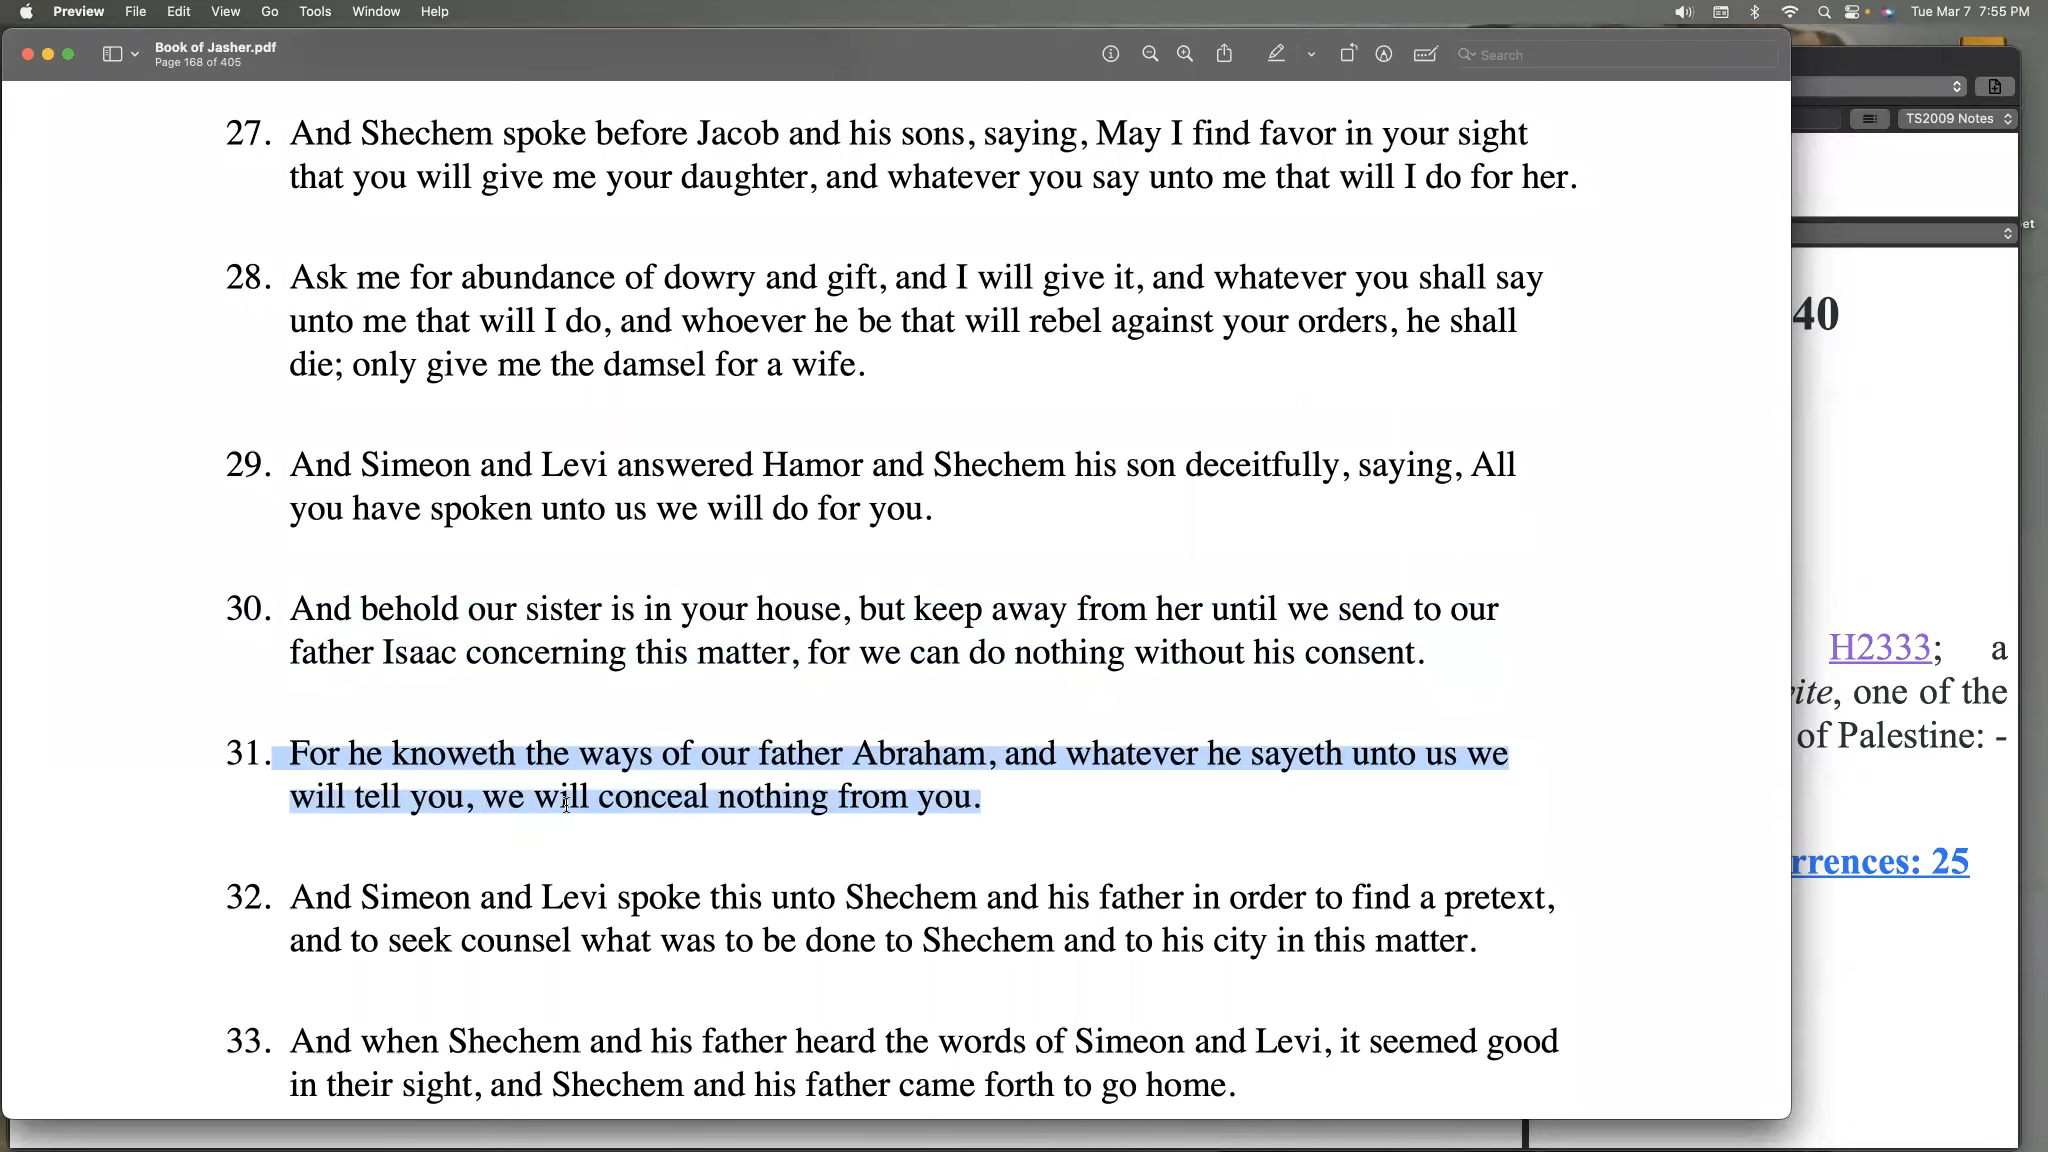 Preview File Edit View Go Tools Window Help
Tue Mar 7 7:55 PM
Book of Jasher.pdf
Page 168 of 405
Search
TS2009 Notes
27. And Shechem spoke before Jacob and his sons, saying, May I find favor in your sight
that you will give me your daughter, and whatever you say unto me that will I do for her.
28. Ask me for abundance of dowry and gift, and I will give it, and whatever you shall say
unto me that will I do, and whoever he be that will rebel against your orders, he shall
die; only give me the damsel for a wife.
29. And Simeon and Levi answered Hamor and Shechem his son deceitfully, saying, All
you have spoken unto us we will do for you.
30. And behold our sister is in your house, but keep away from her until we send to our
father Isaac concerning this matter, for we can do nothing without his consent.
31. For he knoweth the ways of our father Abraham, and whatever he sayeth unto us we
will tell you, we will conceal nothing from you.
32. And Simeon and Levi spoke this unto Shechem and his father in order to find a pretext,
and to seek counsel what was to be done to Shechem and to his city in this matter.
33. And when Shechem and his father heard the words of Simeon and Levi, it seemed good
in their sight, and Shechem and his father came forth to go home.
et
40
H2333; a
ite, one of the
of Palestine: -
rrences: 25